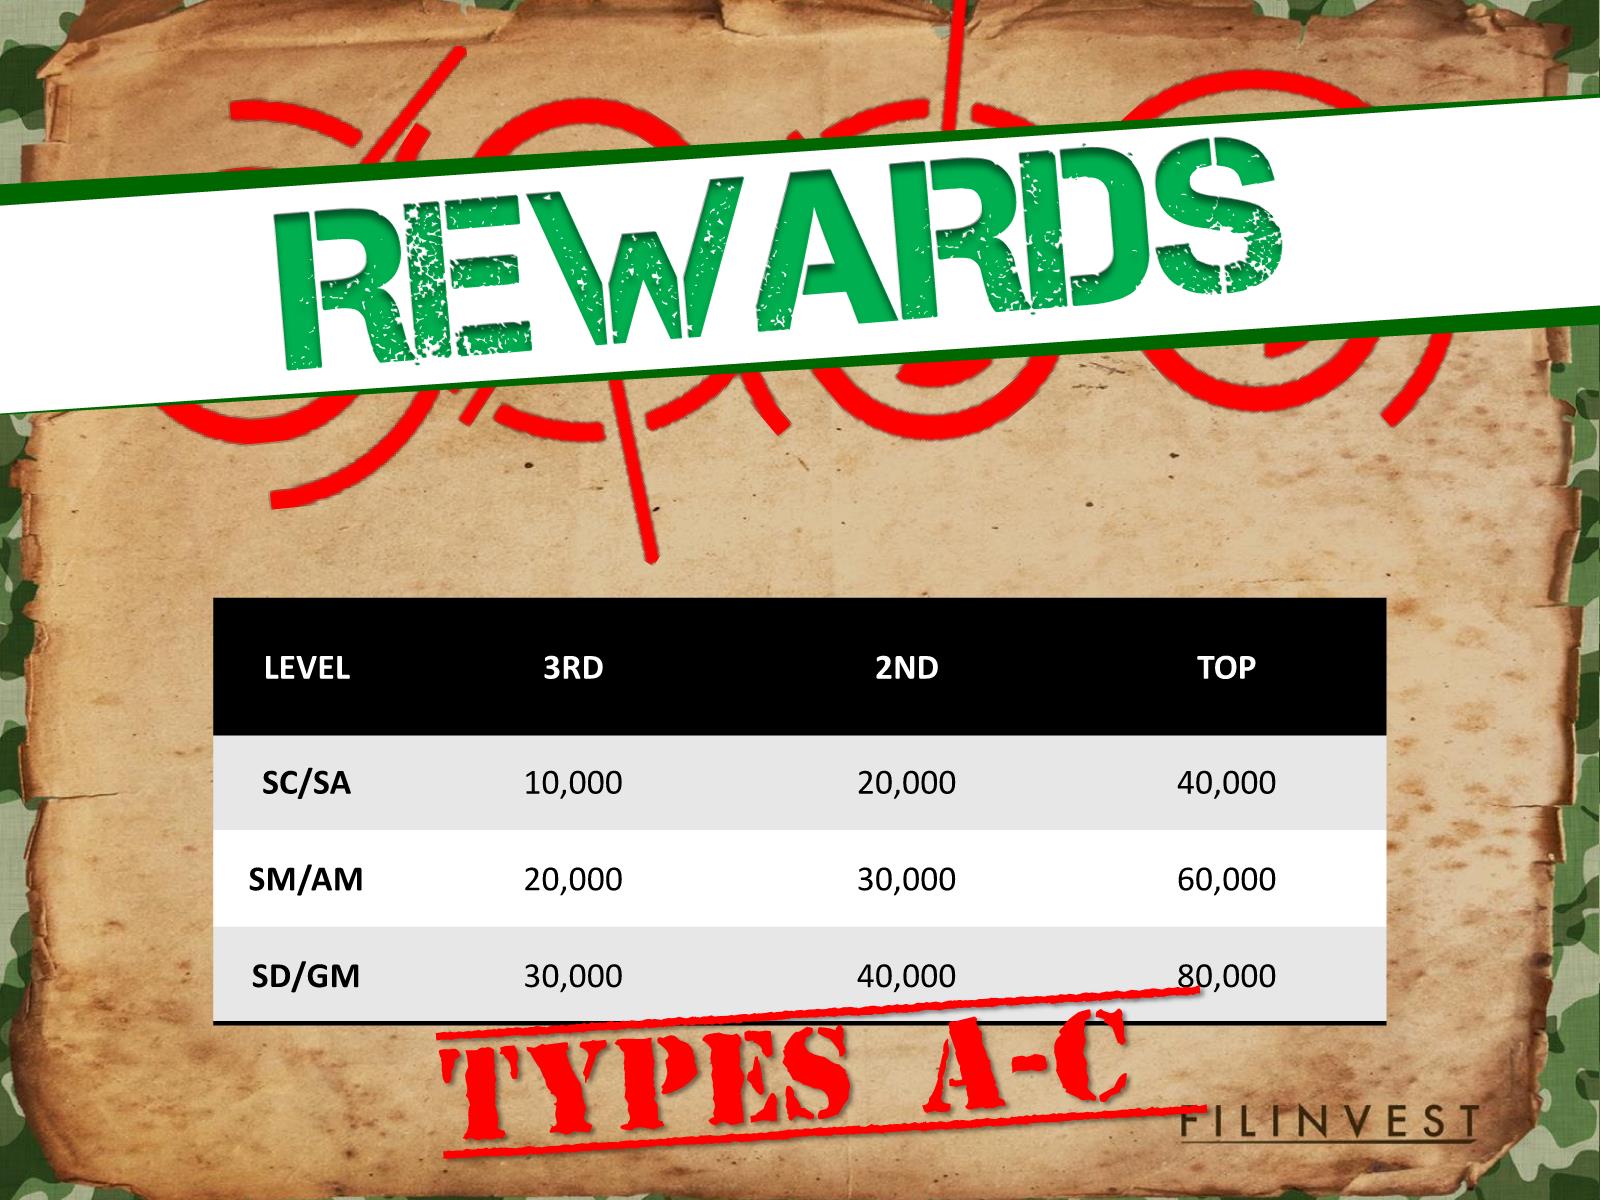 REWARDS
LEVEL 3RD 2ND TOP
SC/SA 10,000 20,000 40,000
SM/AM 20,000 30,000 60,000
SD/GM 30,000 40,000 80,000
TYPES A-C
FILINVEST